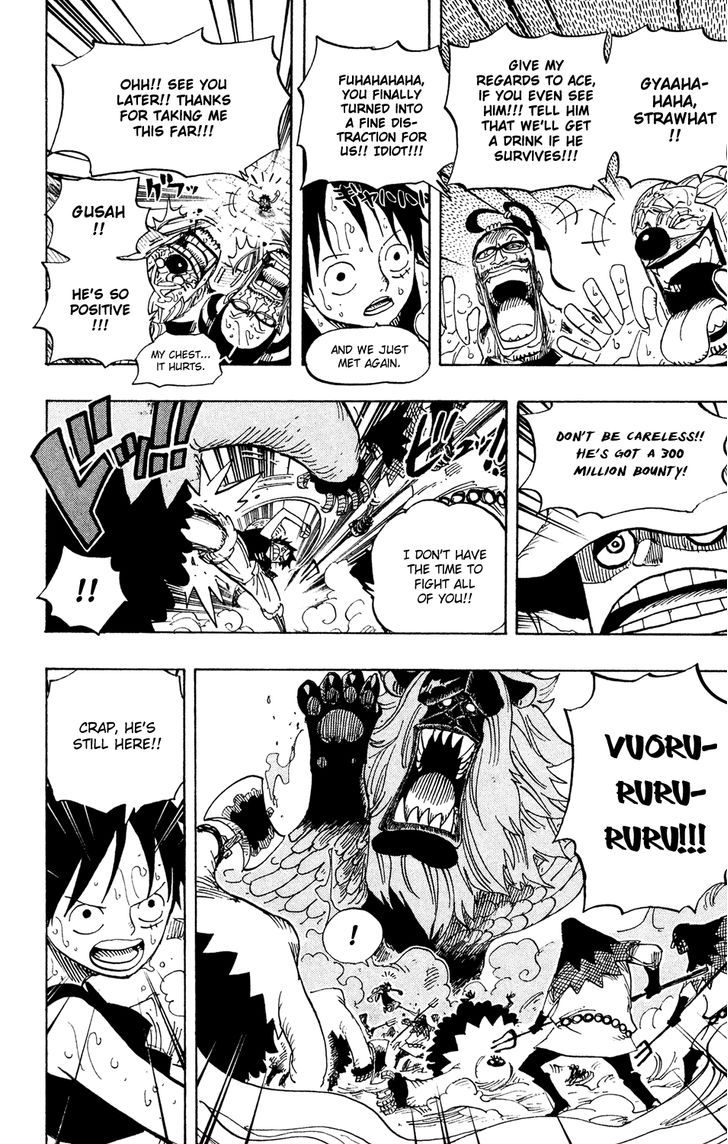 GYAAHA-
HAHA,
STRAWHAT
!!
GIVE MY
REGARDS TO ACE,
IF YOU EVEN SEE
HIM!!! TELL HIM
THAT WE'LL GET
A DRINK IF HE
SURVIVES!!!
FUHAHAHAHA,
YOU FINALLY
TURNED INTO
A FINE DIS-
TRACTION FOR
US!! IDIOT!!!
AND WE JUST
MET AGAIN.
OHH!! SEE YOU
LATER!! THANKS
FOR TAKING ME
THIS FAR!!!
GUSAH
!!
HE'S SO
POSITIVE
!!!
MY CHEST...
IT HURTS.
DON'T BE CARELESS!!
HE'S GOT A 300
MILLION BOUNTY!
I DON'T HAVE
THE TIME TO
FIGHT ALL
OF YOU!!
ドドッ!!
!!
VUORU-
RURU-
RURU!!!
!
CRAP, HE'S
STILL HERE!!